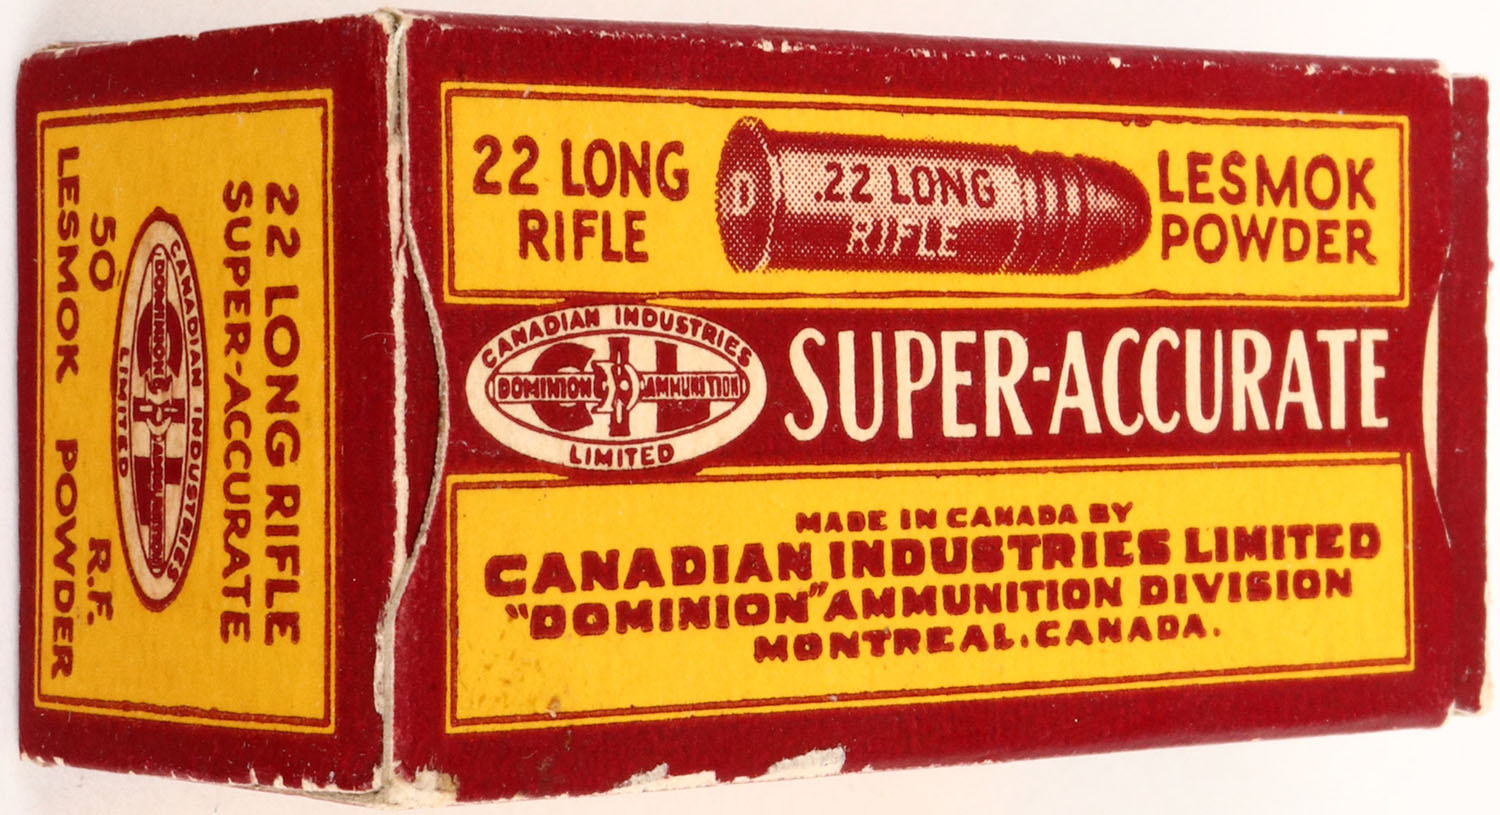 22 LONG RIFLE
SUPER-ACCURATE
CANADIAN INDUSTRIES
DOMINION AMMUNITION
LIMITED
50 R.F.
LESMOK POWDER
22 LONG
RIFLE
D
.22 LONG
RIFLE
LESMOK
POWDER
CANADIAN INDUSTRIES
CIL
DOMINION D AMMUNITION
LIMITED
SUPER-ACCURATE
MADE IN CANADA BY
CANADIAN INDUSTRIES LIMITED
"DOMINION" AMMUNITION DIVISION
MONTREAL.CANADA.